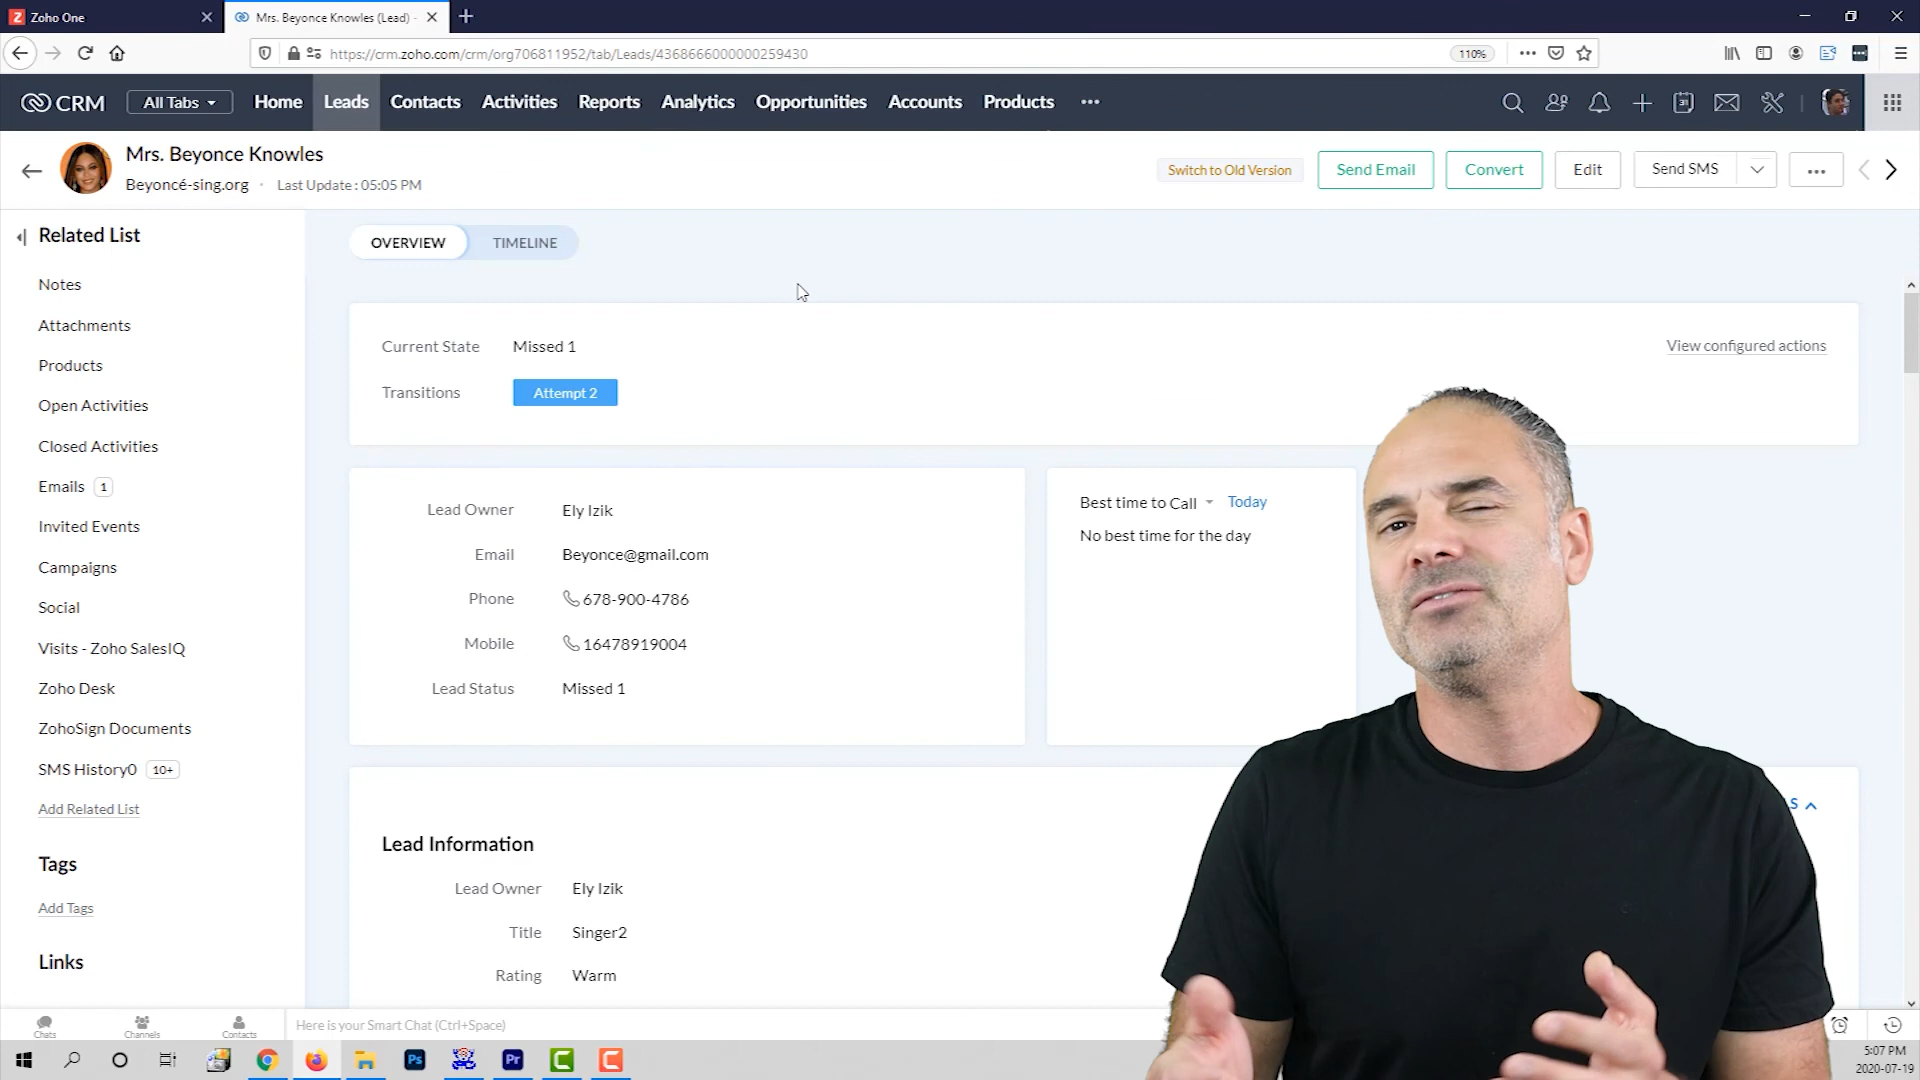 Zoho One
Mrs. Beyonce Knowles (Lead) -
https://crm.zoho.com/crm/org706811952/tab/Leads/4368666000000259430
110%
CRM
All Tabs
Home
Leads
Contacts
Activities
Reports
Analytics
Opportunities
Accounts
Products
Mrs. Beyonce Knowles
Beyoncé-sing.org · Last Update : 05:05 PM
Switch to Old Version
Send Email
Convert
Edit
Send SMS
Related List
Notes
Attachments
Products
Open Activities
Closed Activities
Emails 1
Invited Events
Campaigns
Social
Visits - Zoho SalesIQ
Zoho Desk
ZohoSign Documents
SMS History0 10+
Add Related List
Tags
Add Tags
Links
OVERVIEW
TIMELINE
Current State Missed 1
View configured actions
Transitions Attempt 2
Lead Owner Ely Izik
Email Beyonce@gmail.com
Phone 678-900-4786
Mobile 16478919004
Lead Status Missed 1
Best time to Call Today
No best time for the day
S
Lead Information
Lead Owner Ely Izik
Title Singer2
Rating Warm
Chats
Channels
Contacts
Here is your Smart Chat (Ctrl+Space)
Ps
Pr
5:07 PM
2020-07-19